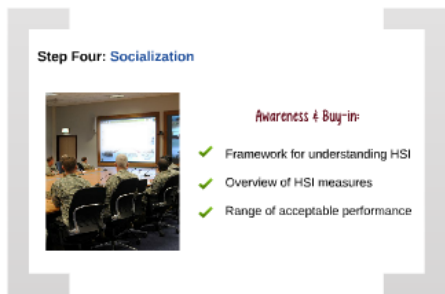 Step Four: Socialization
Awareness & Buy-in:
Framework for understanding HSI
Overview of HSI measures
Range of acceptable performance